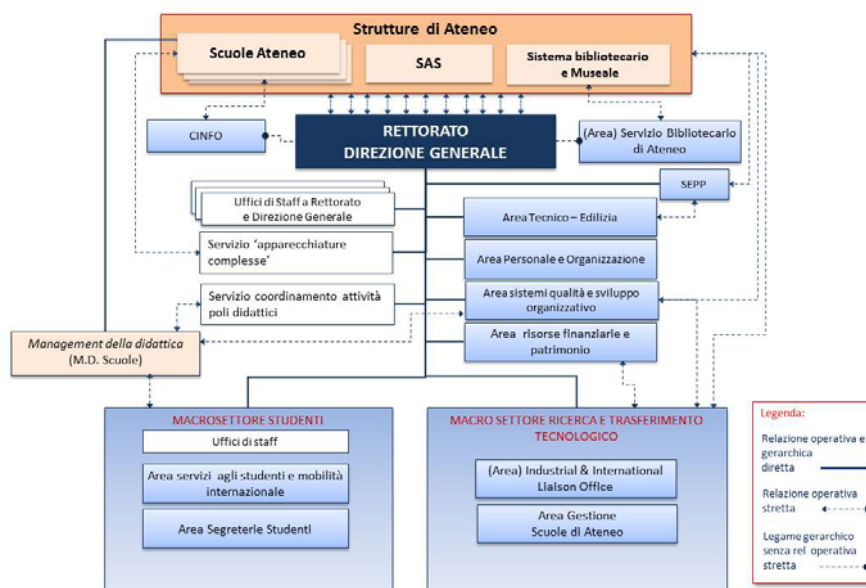 Strutture di Ateneo
Scuole Ateneo
SAS
Sistema bibliotecario
e Museale
CINFO
RETTORATO
DIREZIONE GENERALE
(Area) Servizio Bibliotecario
di Ateneo
SEPP
Uffici di Staff a Rettorato
e Direzione Generale
Area Tecnico – Edilizia
Servizio 'apparecchiature
complesse'
Area Personale e Organizzazione
Servizio coordinamento attività
poli didattici
Area sistemi qualità e sviluppo
organizzativo
Management della didattica
(M.D. Scuole)
Area risorse finanziarie e
patrimonio
MACROSETTORE STUDENTI
Uffici di staff
Area servizi agli studenti e mobilità
internazionale
Area Segreterie Studenti
MACRO SETTORE RICERCA E TRASFERIMENTO
TECNOLOGICO
(Area) Industrial & International
Liaison Office
Area Gestione
Scuole di Ateneo
Legenda:
Relazione operativa e
gerarchica
diretta
Relazione operativa
stretta
Legame gerarchico
senza rel operativa
stretta